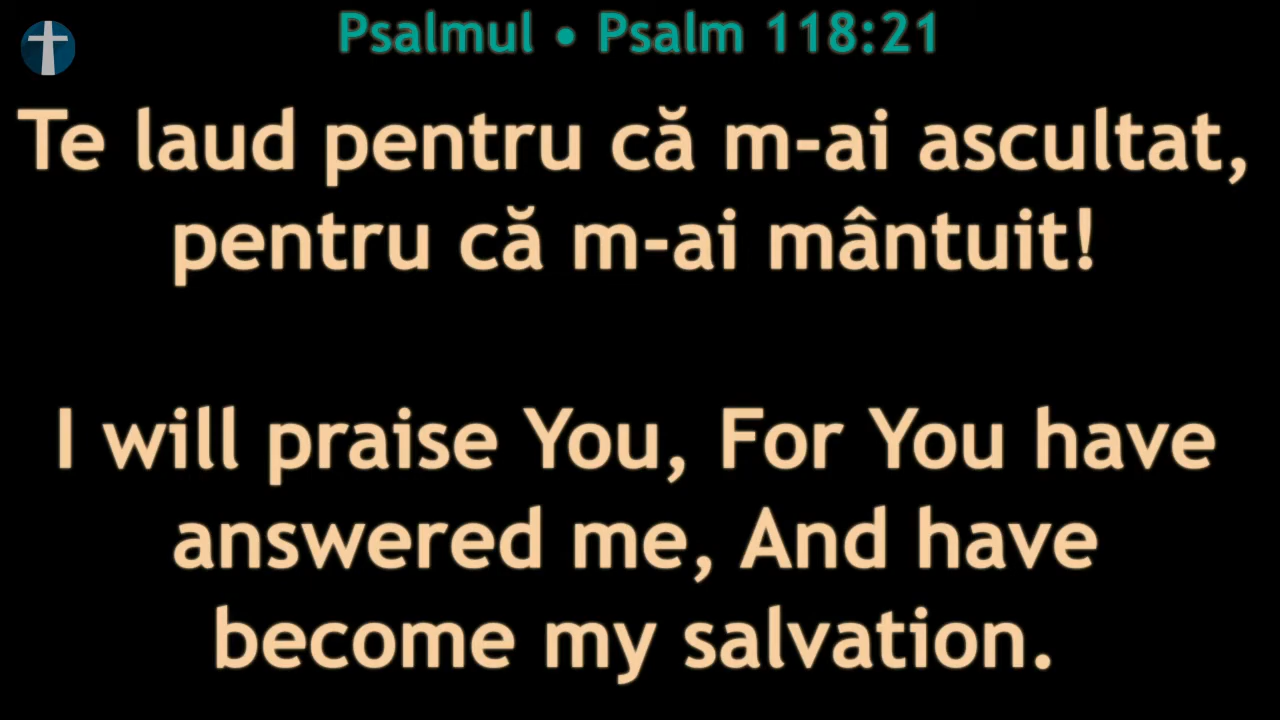 Psalmul • Psalm 118:21
Te laud pentru că m-ai ascultat,
pentru că m-ai mântuit!
I will praise You, For You have
answered me, And have
become my salvation.